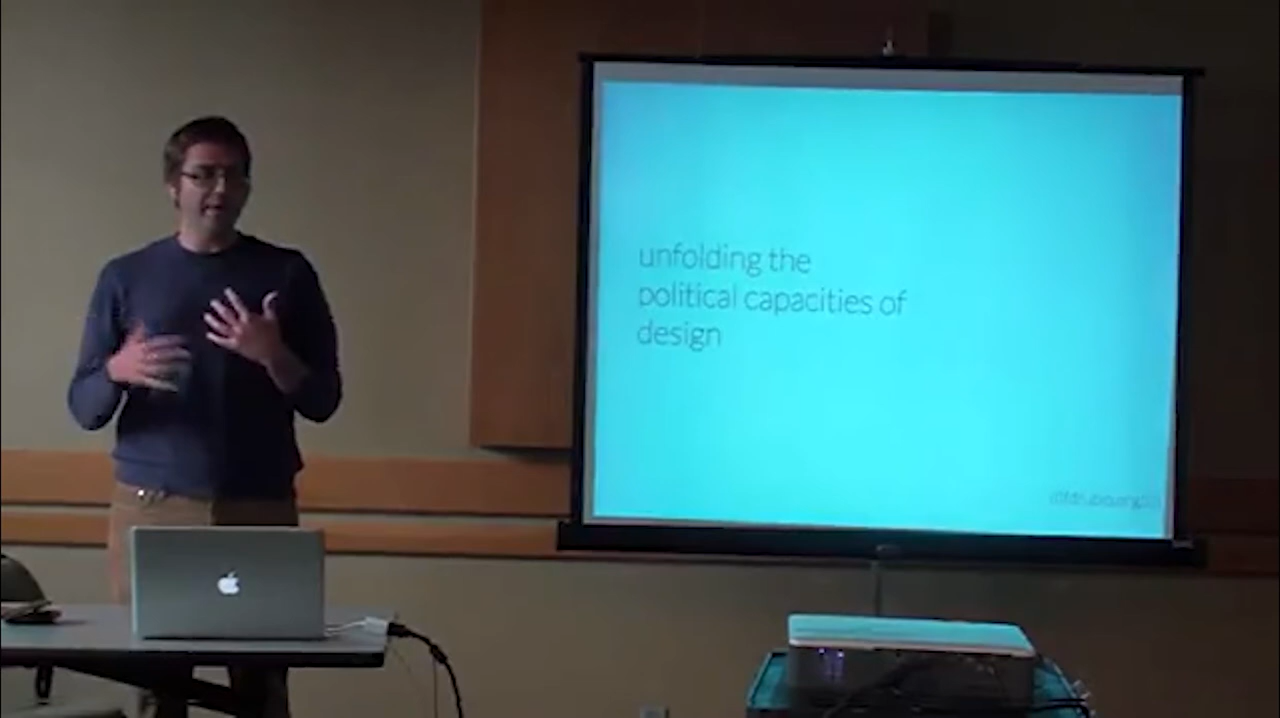 unfolding the
political capacities of
design